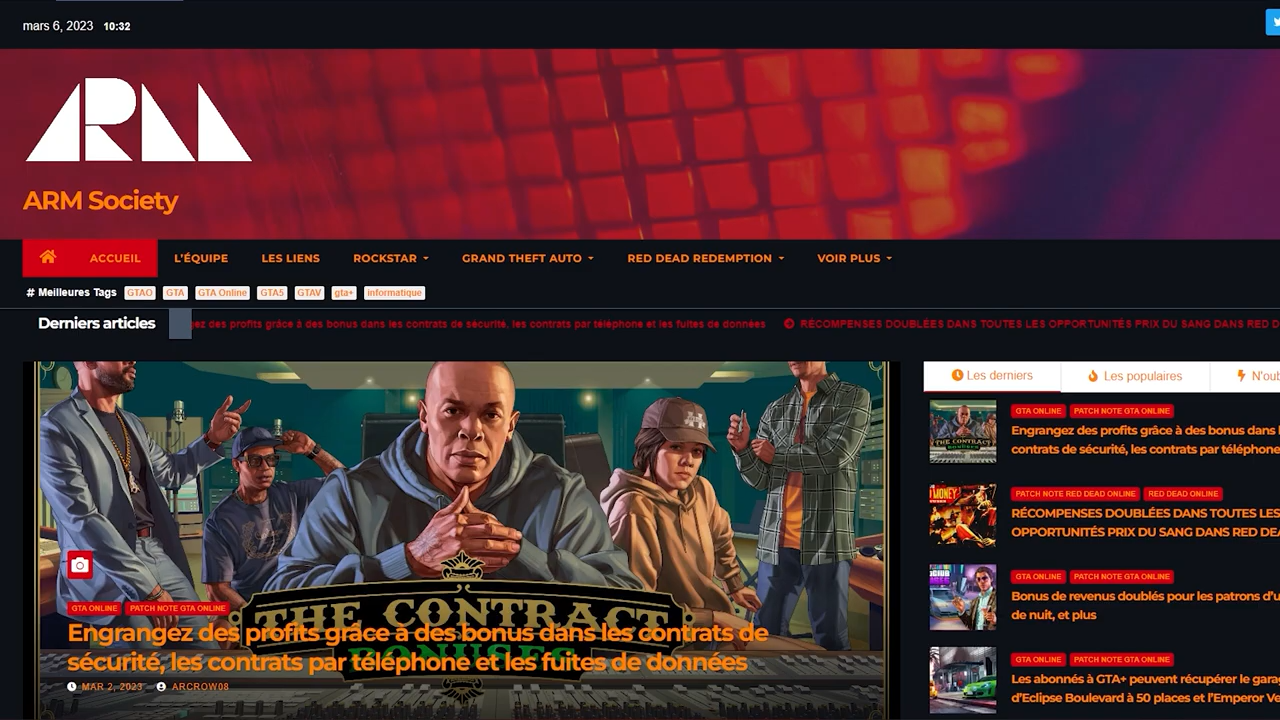 mars 6, 2023 10:32
ARM
ARM Society
ACCUEIL L'ÉQUIPE LES LIENS ROCKSTAR GRAND THEFT AUTO RED DEAD REDEMPTION VOIR PLUS
# Meilleures Tags GTAO GTA GTA Online GTA5 GTAV gta+ informatique
Derniers articles des profits grâce à des bonus dans les contrats de sécurité, les contrats par téléphone et les fuites de données RÉCOMPENSES DOUBLÉES DANS TOUTES LES OPPORTUNITÉS PRIX DU SANG DANS RED
THE CONTRACT
BONUSES
GTA ONLINE PATCH NOTE GTA ONLINE
Engrangez des profits grâce à des bonus dans les contrats de
sécurité, les contrats par téléphone et les fuites de données
MAR 2, 2023 ARCROW08
Les derniers Les populaires N'oub
GTA ONLINE PATCH NOTE GTA ONLINE
Engrangez des profits grâce à des bonus dans
contrats de sécurité, les contrats par téléphone
THE CONTRACT
PATCH NOTE RED DEAD ONLINE RED DEAD ONLINE
RÉCOMPENSES DOUBLÉES DANS TOUTES LES
OPPORTUNITÉS PRIX DU SANG DANS RED DEA
GTA ONLINE PATCH NOTE GTA ONLINE
Bonus de revenus doublés pour les patrons d'u
de nuit, et plus
GTA ONLINE PATCH NOTE GTA ONLINE
Les abonnés à GTA+ peuvent récupérer le garag
d'Eclipse Boulevard à 50 places et l'Emperor Ve